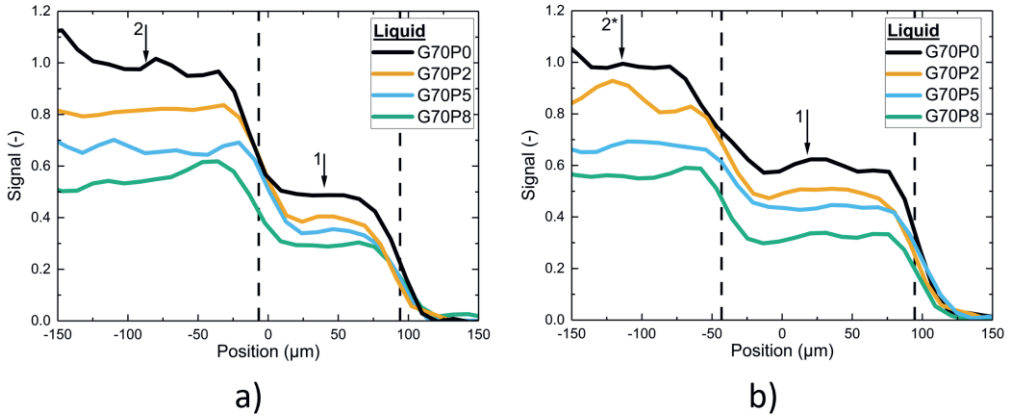 2
1
Liquid
G70P0
G70P2
G70P5
G70P8
1.2
1.0
0.8
0.6
0.4
0.2
0.0
Signal (-)
-150 -100 -50 0 50 100 150
Position (µm)
a)
2*
1
Liquid
G70P0
G70P2
G70P5
G70P8
1.2
1.0
0.8
0.6
0.4
0.2
0.0
Signal (-)
-150 -100 -50 0 50 100 150
Position (µm)
b)